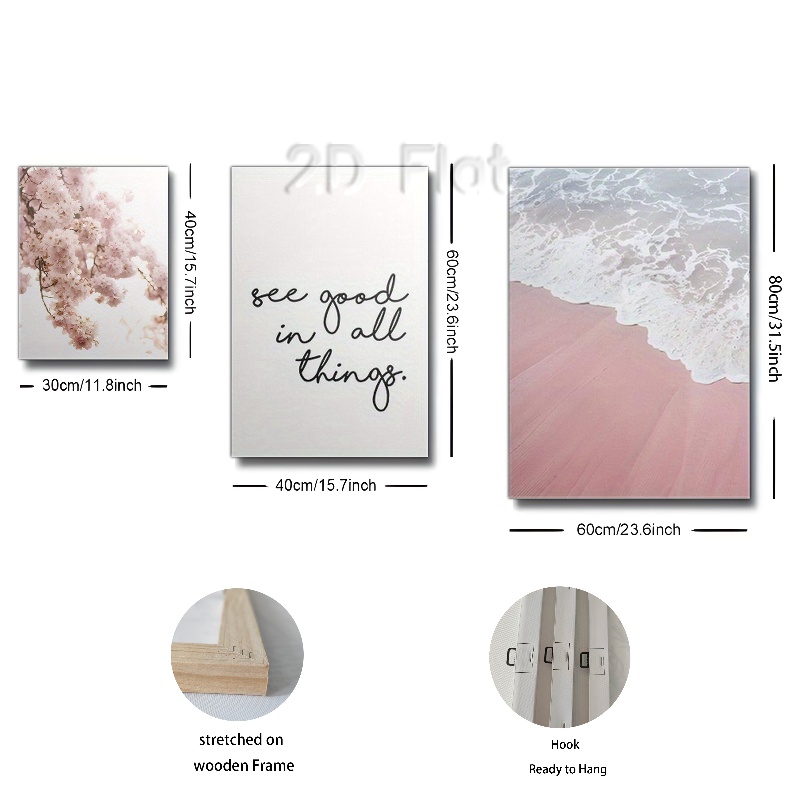 2D Flat
40cm/15.7inch
30cm/11.8inch
see good
in all
things.
60cm/23.6inch
40cm/15.7inch
80cm/31.5inch
60cm/23.6inch
stretched on
wooden Frame
Hook
Ready to Hang